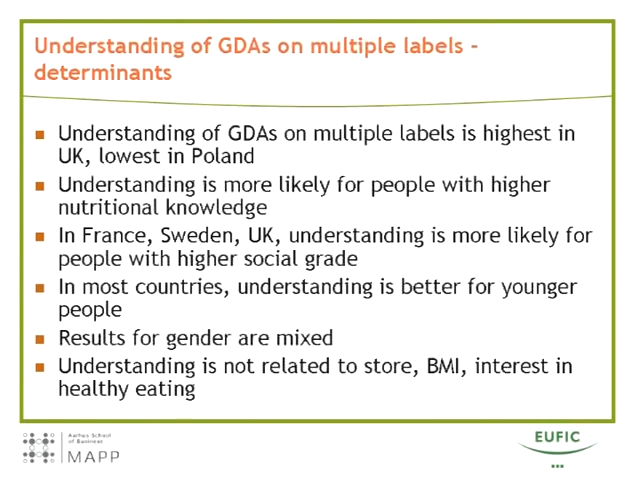 Understanding of GDAs on multiple labels -
determinants
Understanding of GDAs on multiple labels is highest in
UK, lowest in Poland
Understanding is more likely for people with higher
nutritional knowledge
In France, Sweden, UK, understanding is more likely for
people with higher social grade
In most countries, understanding is better for younger
people
Results for gender are mixed
Understanding is not related to store, BMI, interest in
healthy eating
Aarhus School
of Business
MAPP
EUFIC